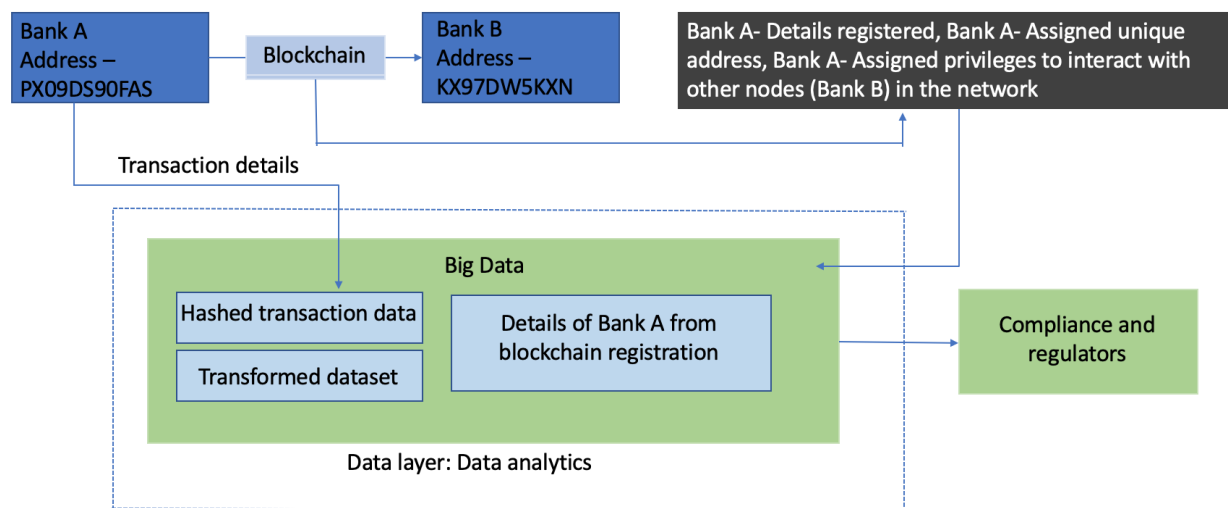 Bank A
Address –
PX09DS90FAS
Blockchain
Bank B
Address –
KX97DW5KXN
Bank A- Details registered, Bank A- Assigned unique
address, Bank A- Assigned privileges to interact with
other nodes (Bank B) in the network
Transaction details
Big Data
Hashed transaction data
Transformed dataset
Details of Bank A from
blockchain registration
Compliance and
regulators
Data layer: Data analytics